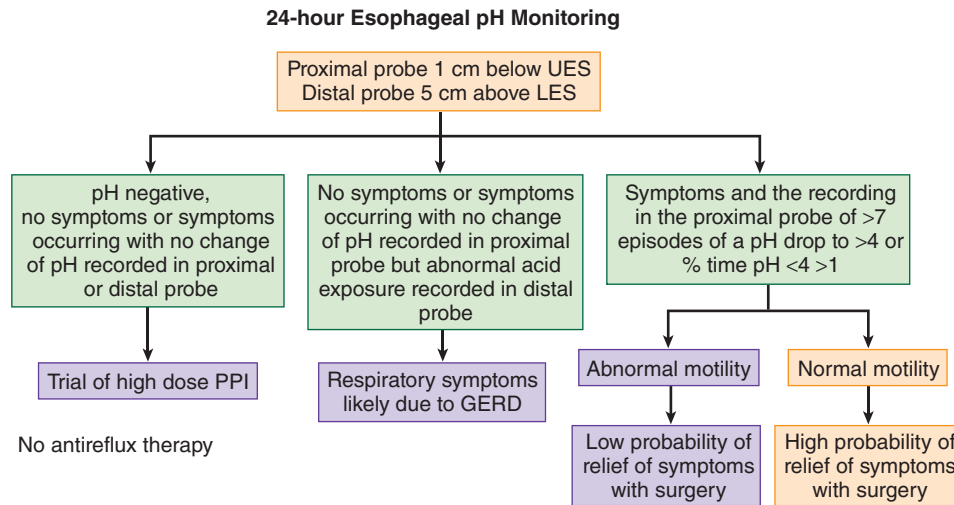 24-hour Esophageal pH Monitoring
Proximal probe 1 cm below UES
Distal probe 5 cm above LES
pH negative,
no symptoms or symptoms
occurring with no change
of pH recorded in proximal
or distal probe
No symptoms or symptoms
occurring with no change
of pH recorded in proximal
probe but abnormal acid
exposure recorded in distal
probe
Symptoms and the recording
in the proximal probe of >7
episodes of a pH drop to >4 or
% time pH <4 >1
Trial of high dose PPI
Respiratory symptoms
likely due to GERD
Abnormal motility
Normal motility
No antireflux therapy
Low probability of
relief of symptoms
with surgery
High probability of
relief of symptoms
with surgery